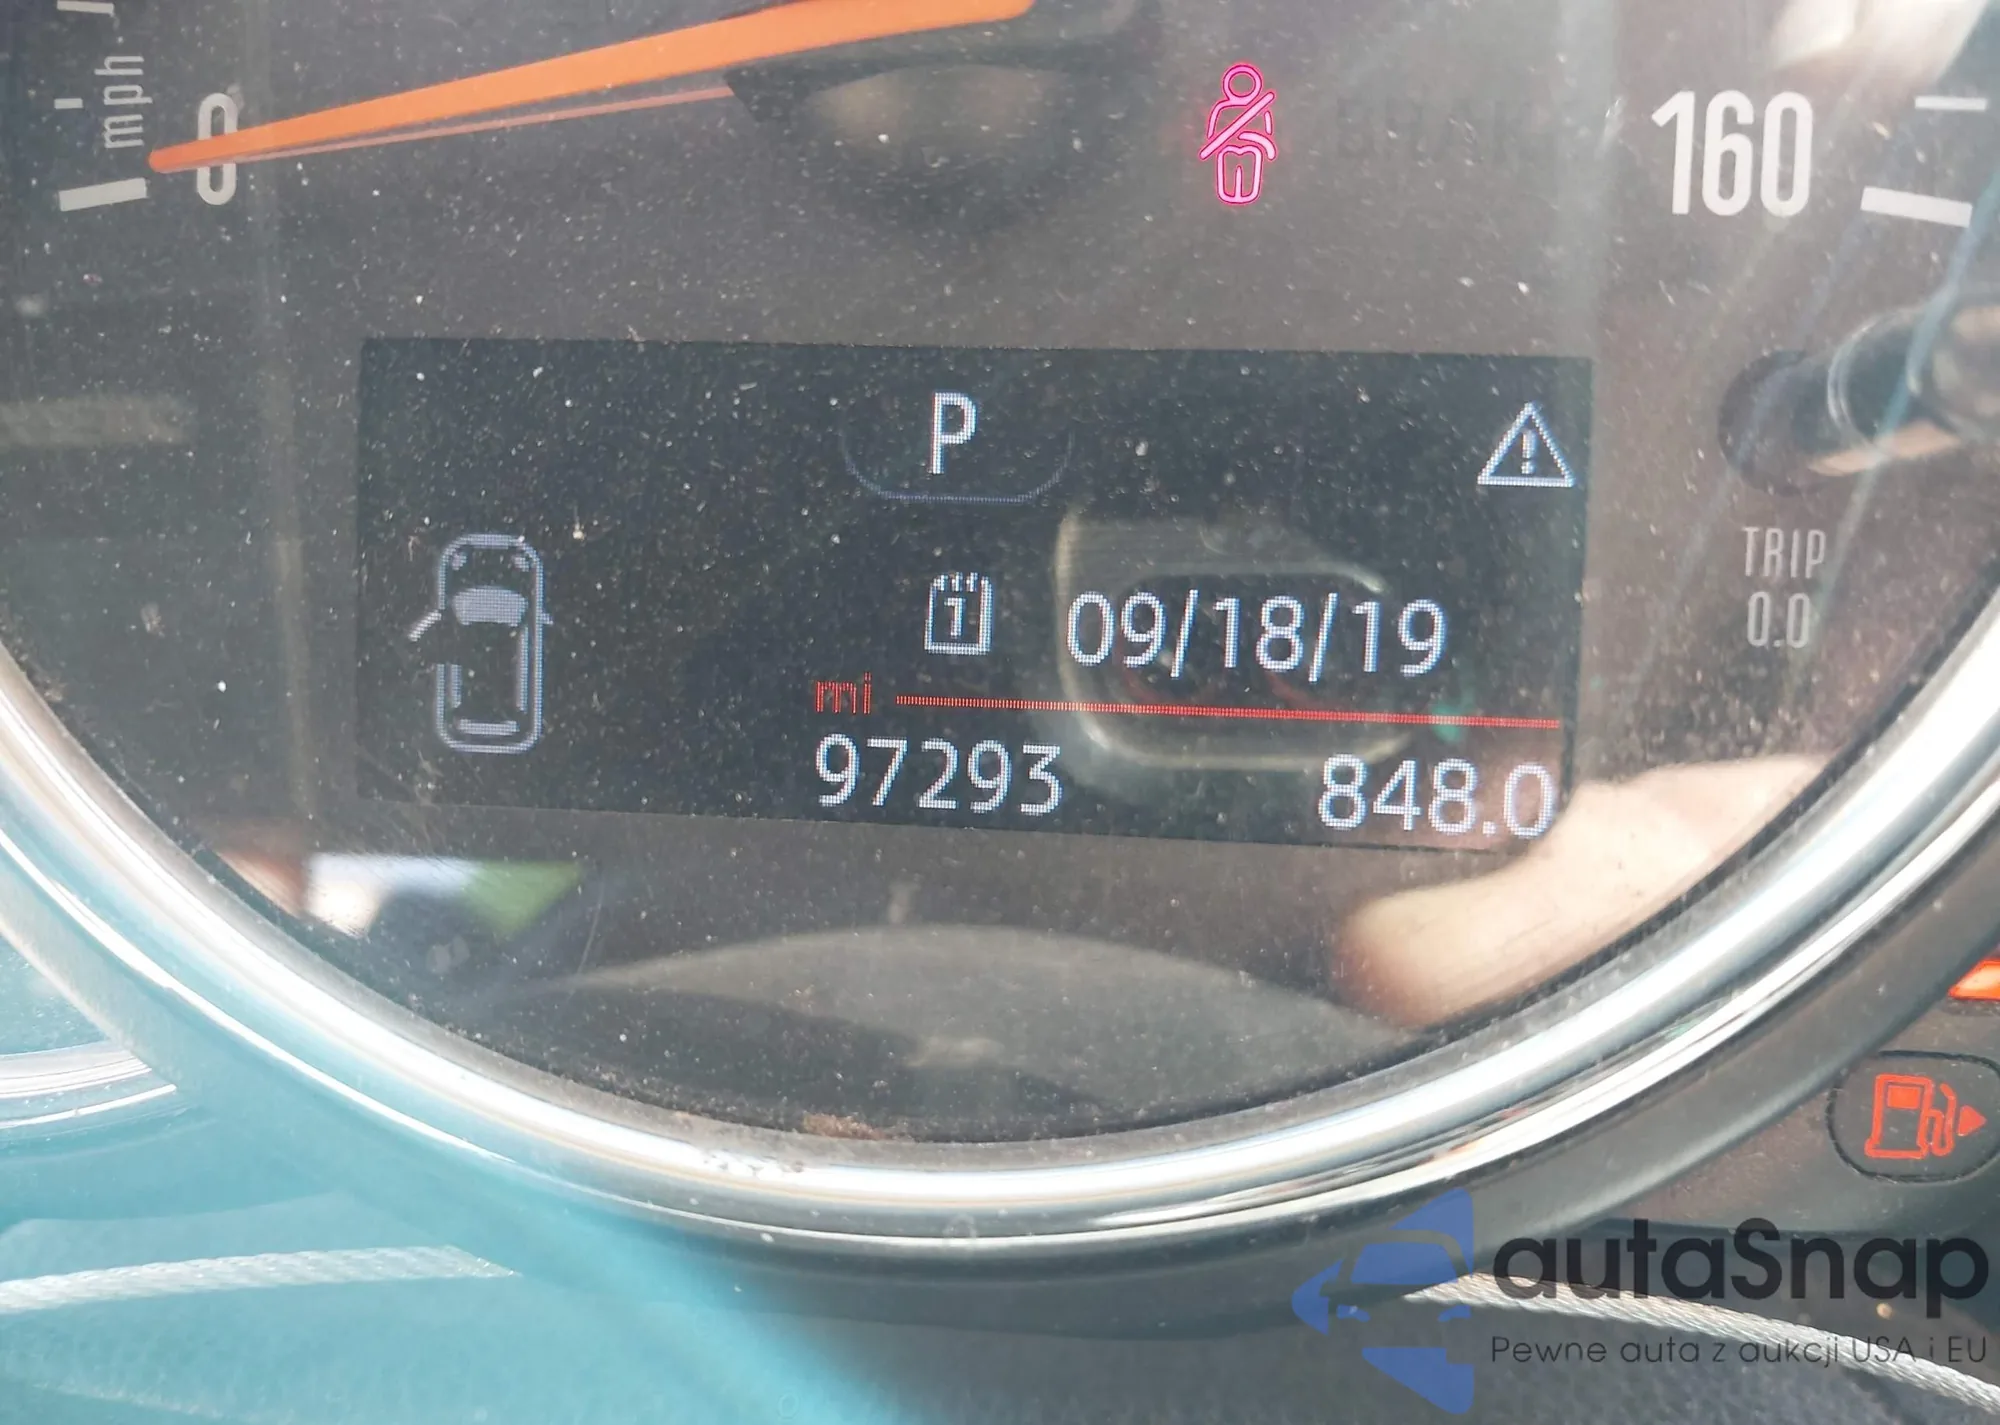 mph
0
160
P
1
09/18/19
mi
97293 848.0
TRIP
0.0
autaSnap
Pewne auta z aukcji USA i EU